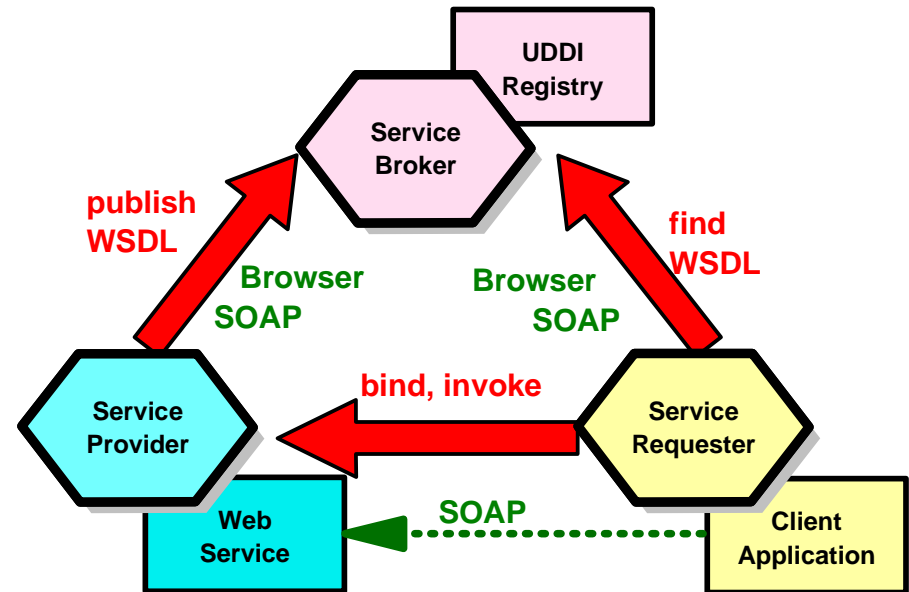 UDDI
Registry
Service
Broker
publish
WSDL
find
WSDL
Browser
SOAP
Browser
SOAP
bind, invoke
Service
Provider
Service
Requester
SOAP
Web
Service
Client
Application